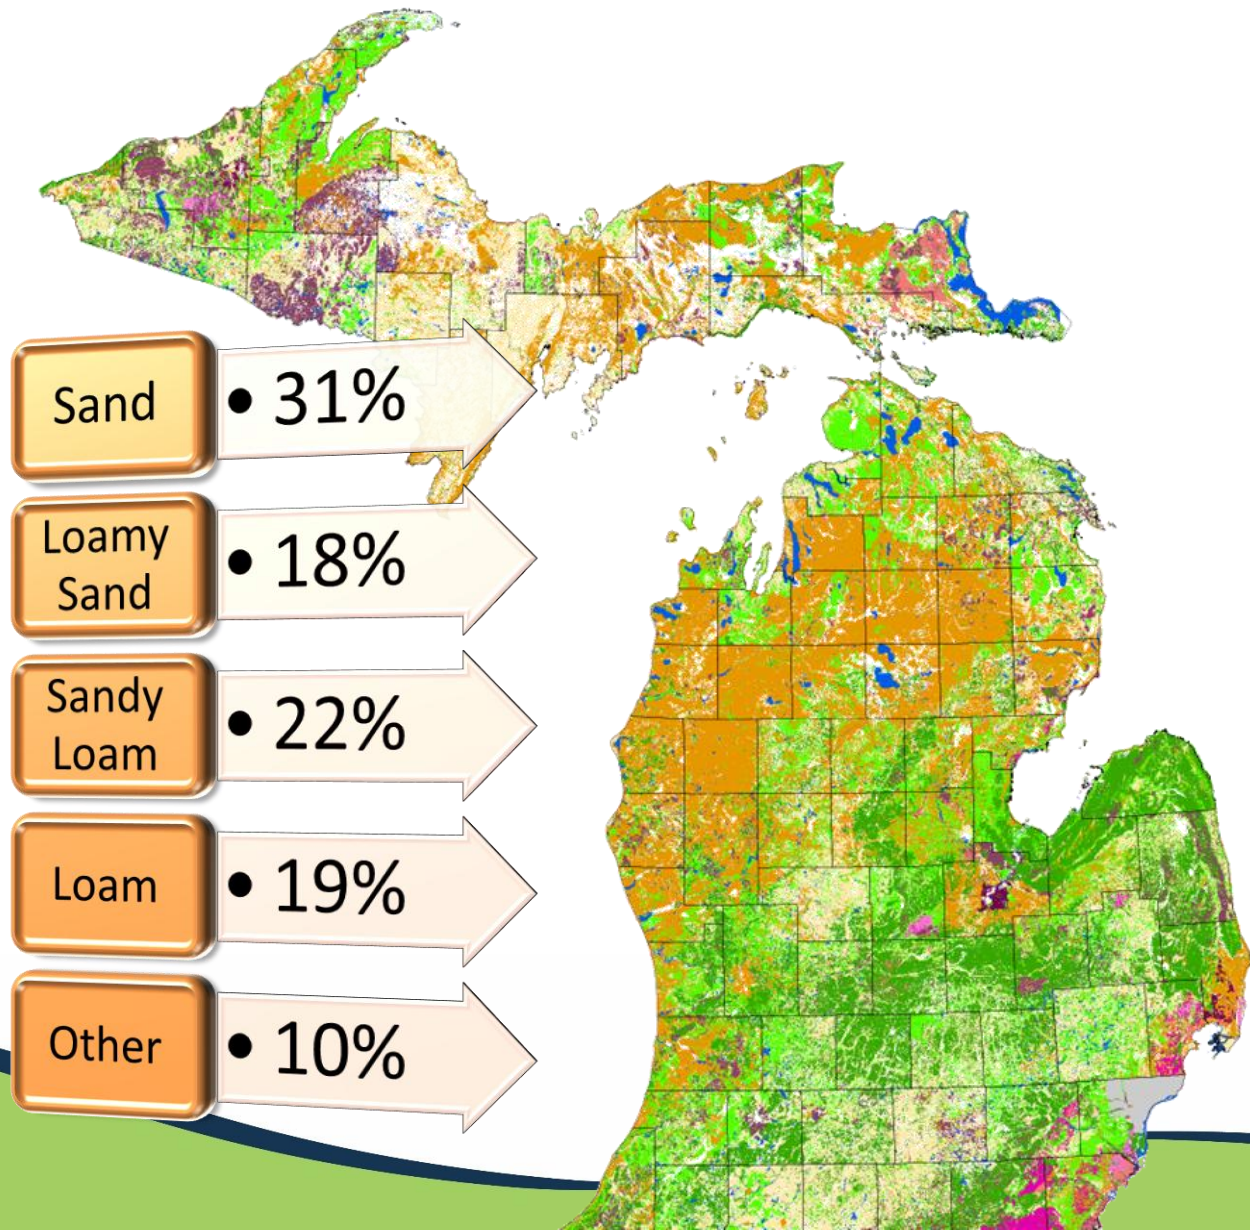 Sand
• 31%
Loamy
Sand
• 18%
Sandy
Loam
• 22%
Loam
• 19%
Other
• 10%